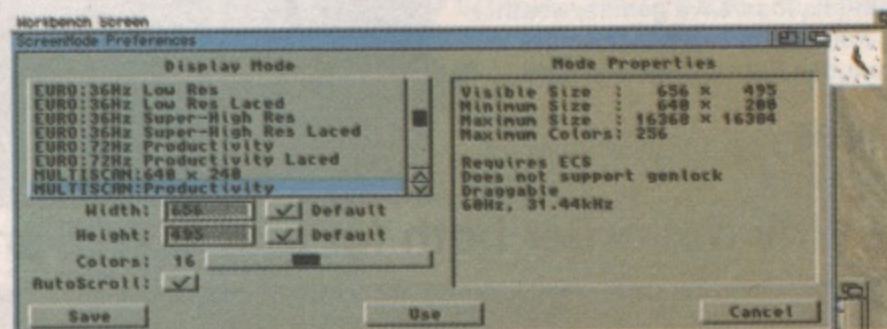 Workbench Screen
ScreenMode Preferences
Display Mode
EURO:36Hz Low Res
EURO:36Hz Low Res Laced
EURO:36Hz Super-High Res
EURO:36Hz Super-High Res Laced
EURO:72Hz Productivity
EURO:72Hz Productivity Laced
MULTISCAN:640 x 240
MULTISCAN:Productivity
Width: 656 Default
Height: 495 Default
Colors: 16
AutoScroll:
Mode Properties
Visible Size : 656 x 495
Minimum Size : 640 x 200
Maximum Size : 16368 x 16384
Maximum Colors: 256
Requires ECS
Does not support genlock
Draggable
60Hz, 31.44kHz
Save
Use
Cancel